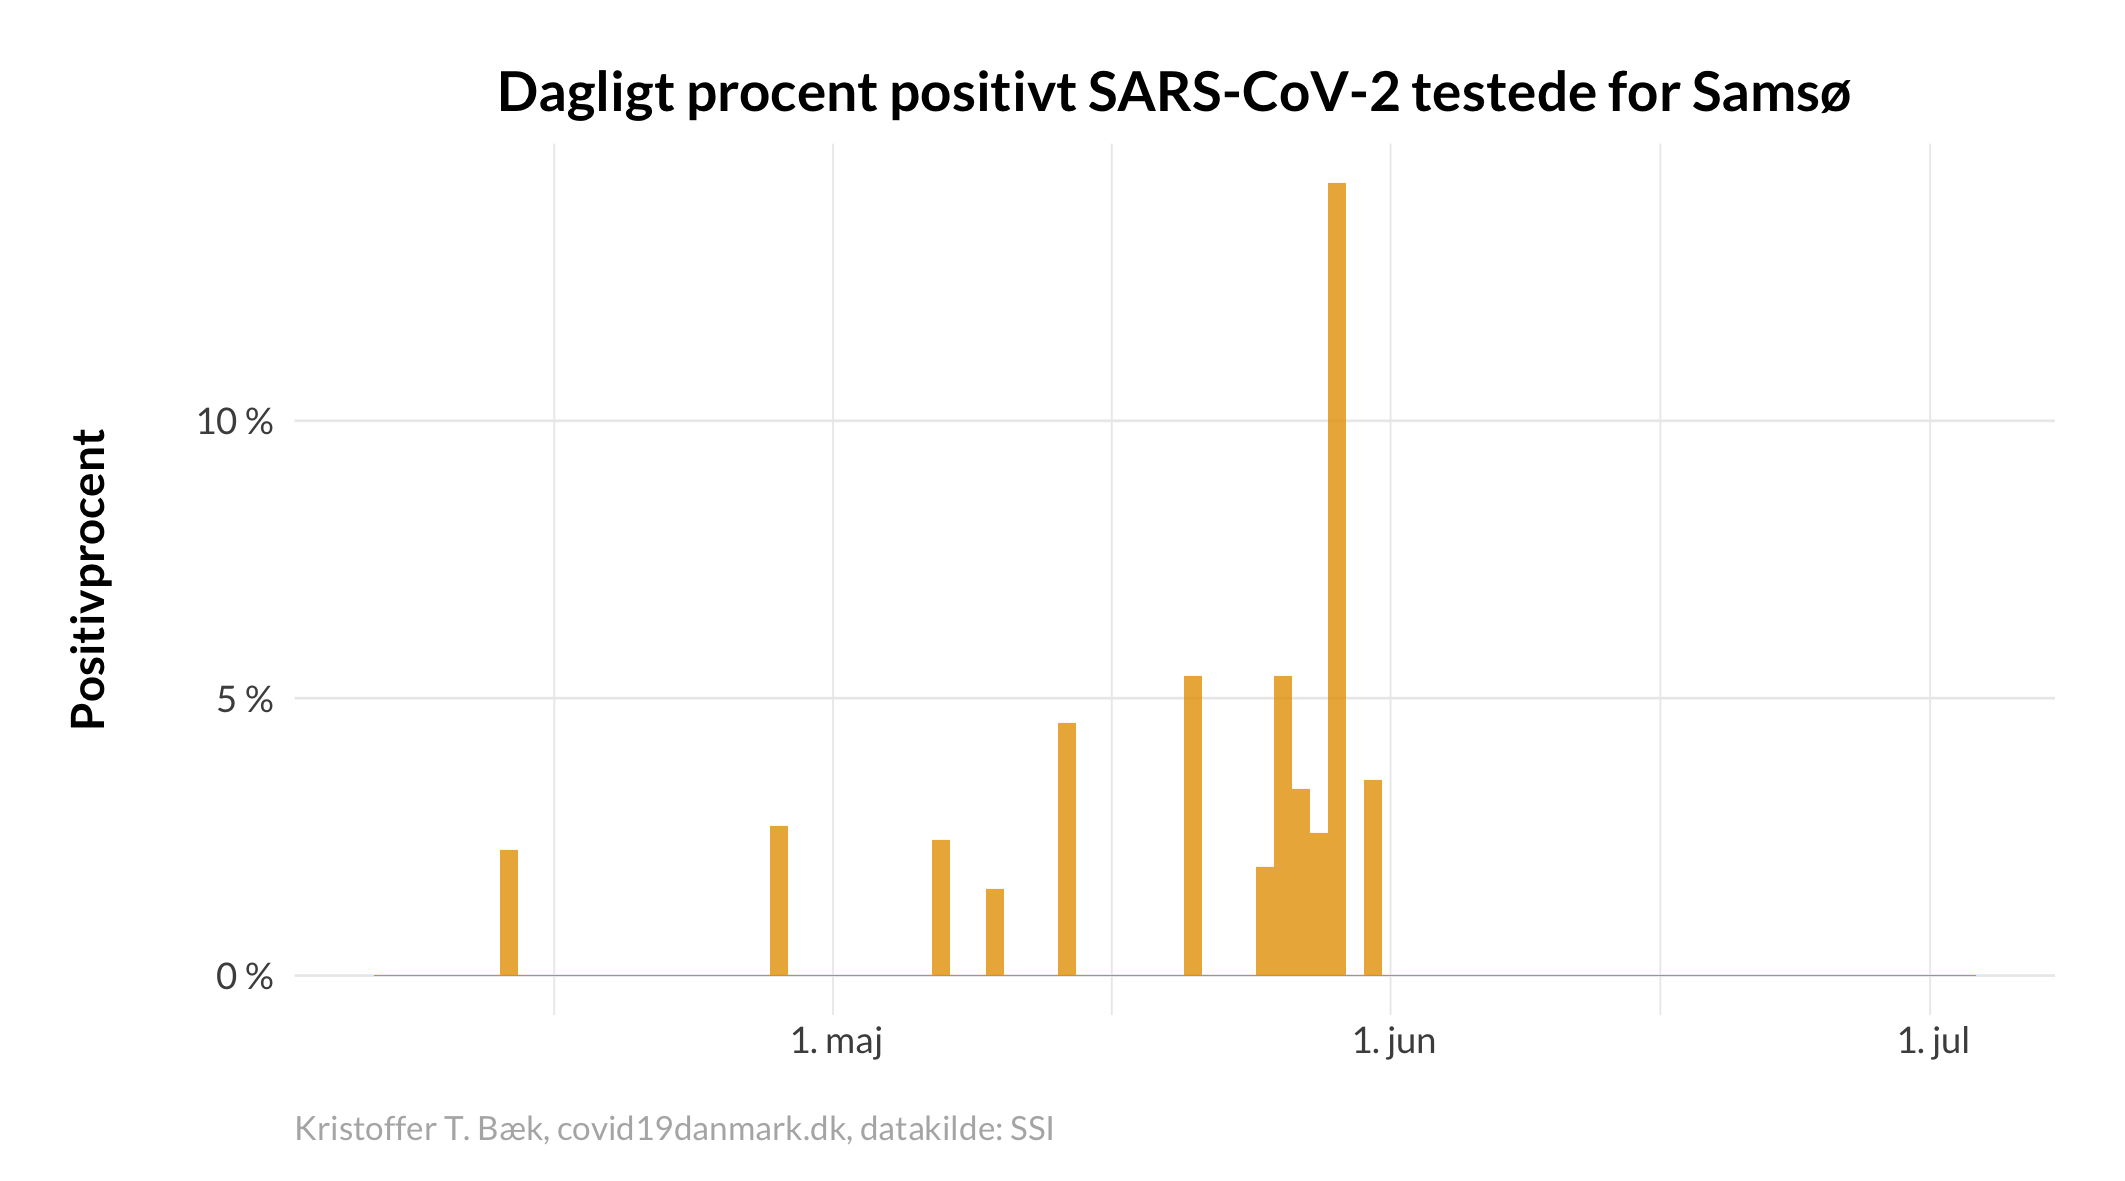 Dagligt procent positivt SARS-CoV-2 testede for Samsø
Positivprocent
10 %
5 %
0 %
1. maj
1. jun
1. jul
Kristoffer T. Bæk, covid19danmark.dk, datakilde: SSI